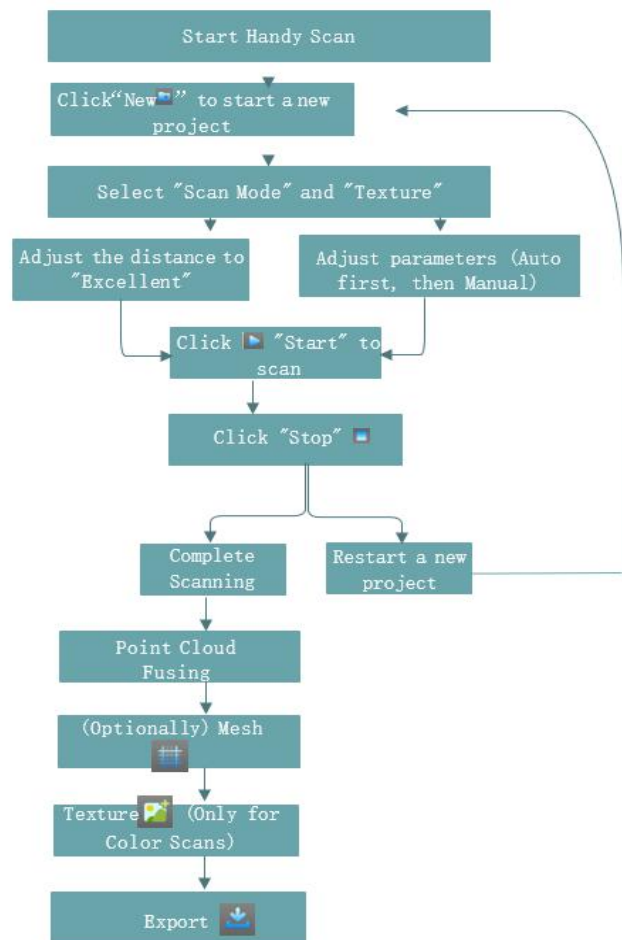 Start Handy Scan
Click“New ” to start a new
project
Select "Scan Mode" and "Texture"
Adjust the distance to
"Excellent"
Adjust parameters (Auto
first, then Manual)
Click "Start" to
scan
Click "Stop"
Complete
Scanning
Restart a new
project
Point Cloud
Fusing
(Optionally) Mesh
Texture (Only for
Color Scans)
Export